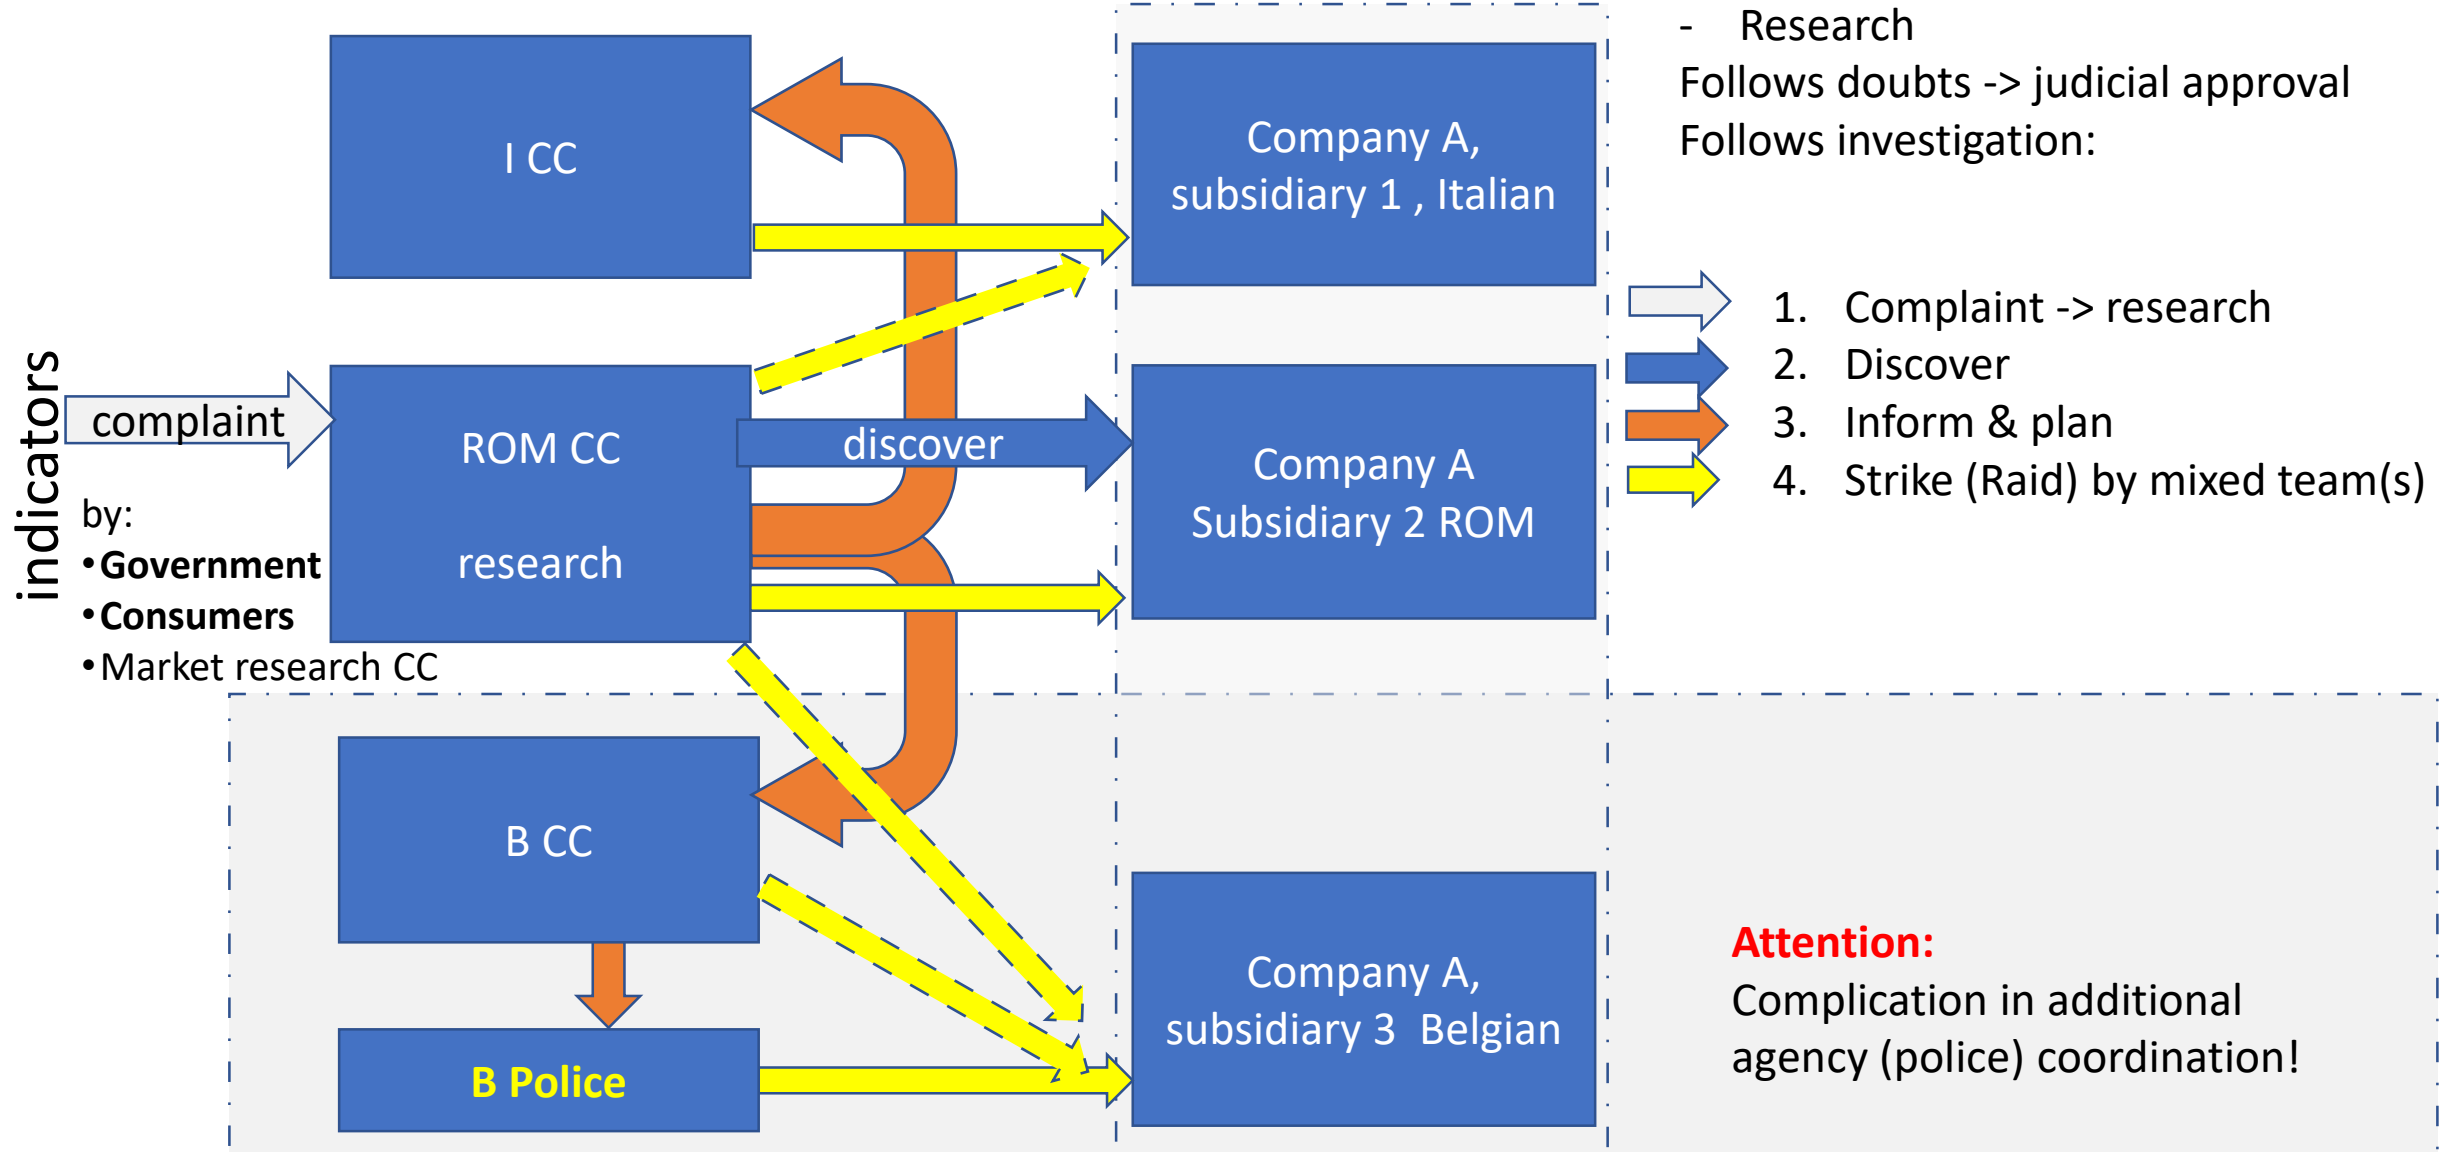 - Research
Follows doubts -> judicial approval
Follows investigation:
I CC
Company A,
subsidiary 1 , Italian
1. Complaint -> research
2. Discover
3. Inform & plan
4. Strike (Raid) by mixed team(s)
indicators
complaint
by:
•Government
•Consumers
•Market research CC
ROM CC
research
discover
Company A
Subsidiary 2 ROM
B CC
B Police
Company A,
subsidiary 3 Belgian
Attention:
Complication in additional
agency (police) coordination!